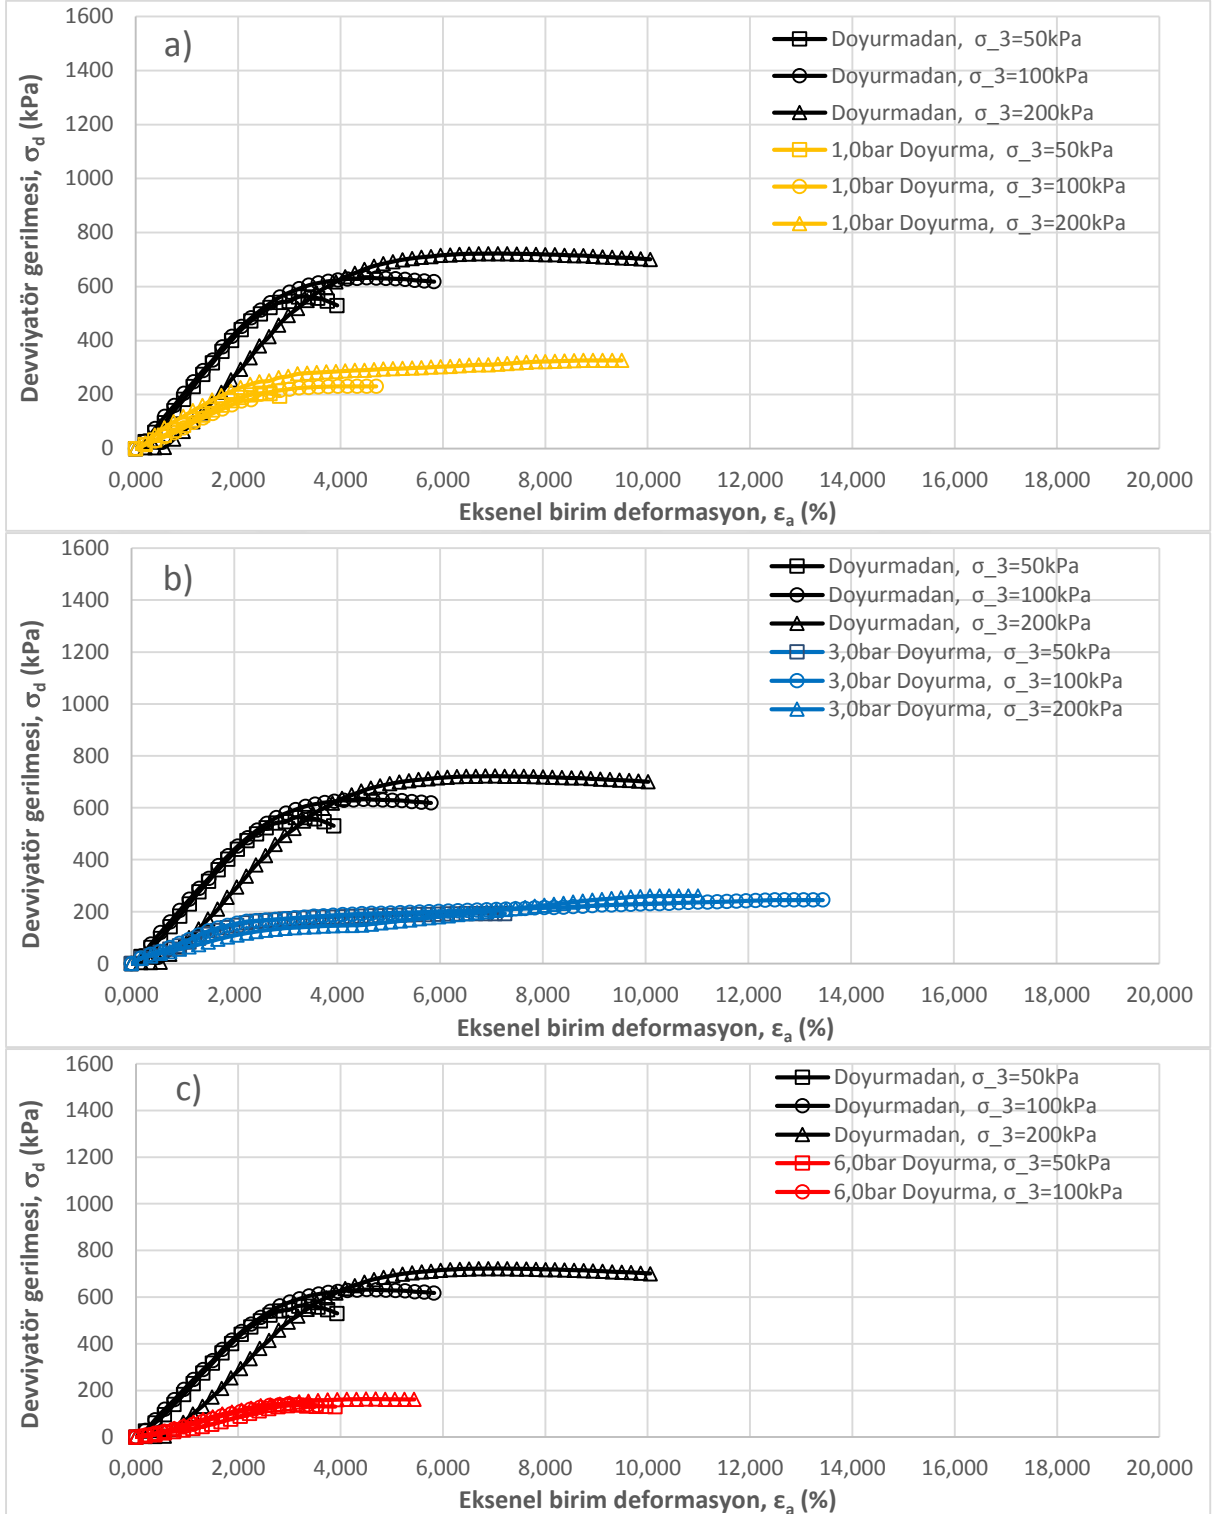 a)
Devviyatör gerilmesi, σd (kPa)
1600
1400
1200
1000
800
600
400
200
0
Doyurmadan, σ_3=50kPa
Doyurmadan, σ_3=100kPa
Doyurmadan, σ_3=200kPa
1,0bar Doyurma, σ_3=50kPa
1,0bar Doyurma, σ_3=100kPa
1,0bar Doyurma, σ_3=200kPa
0,000 2,000 4,000 6,000 8,000 10,000 12,000 14,000 16,000 18,000 20,000
Eksenel birim deformasyon, εa (%)
b)
Devviyatör gerilmesi, σd (kPa)
1600
1400
1200
1000
800
600
400
200
0
Doyurmadan, σ_3=50kPa
Doyurmadan, σ_3=100kPa
Doyurmadan, σ_3=200kPa
3,0bar Doyurma, σ_3=50kPa
3,0bar Doyurma, σ_3=100kPa
3,0bar Doyurma, σ_3=200kPa
0,000 2,000 4,000 6,000 8,000 10,000 12,000 14,000 16,000 18,000 20,000
Eksenel birim deformasyon, εa (%)
c)
Devviyatör gerilmesi, σd (kPa)
1600
1400
1200
1000
800
600
400
200
0
Doyurmadan, σ_3=50kPa
Doyurmadan, σ_3=100kPa
Doyurmadan, σ_3=200kPa
6,0bar Doyurma, σ_3=50kPa
6,0bar Doyurma, σ_3=100kPa
0,000 2,000 4,000 6,000 8,000 10,000 12,000 14,000 16,000 18,000 20,000
Eksenel birim deformasyon, εa (%)